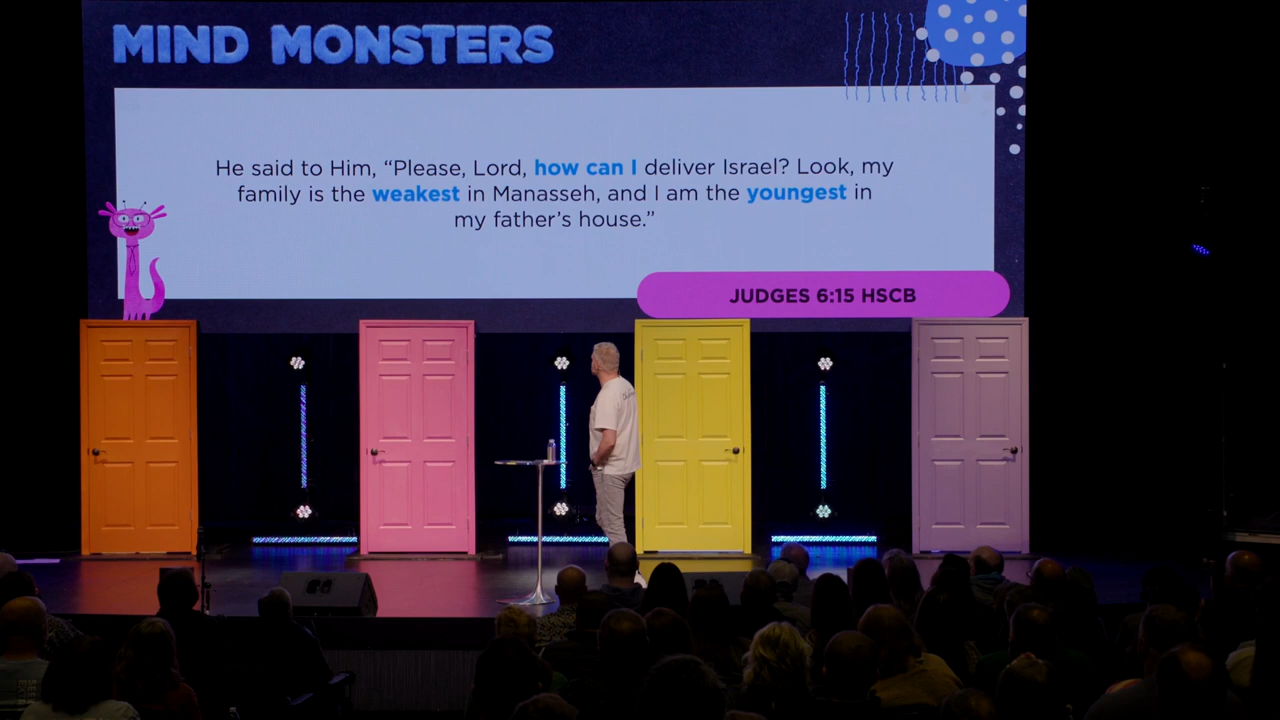 MIND MONSTERS
He said to Him, “Please, Lord, how can I deliver Israel? Look, my
family is the weakest in Manasseh, and I am the youngest in
my father’s house.”
JUDGES 6:15 HSCB